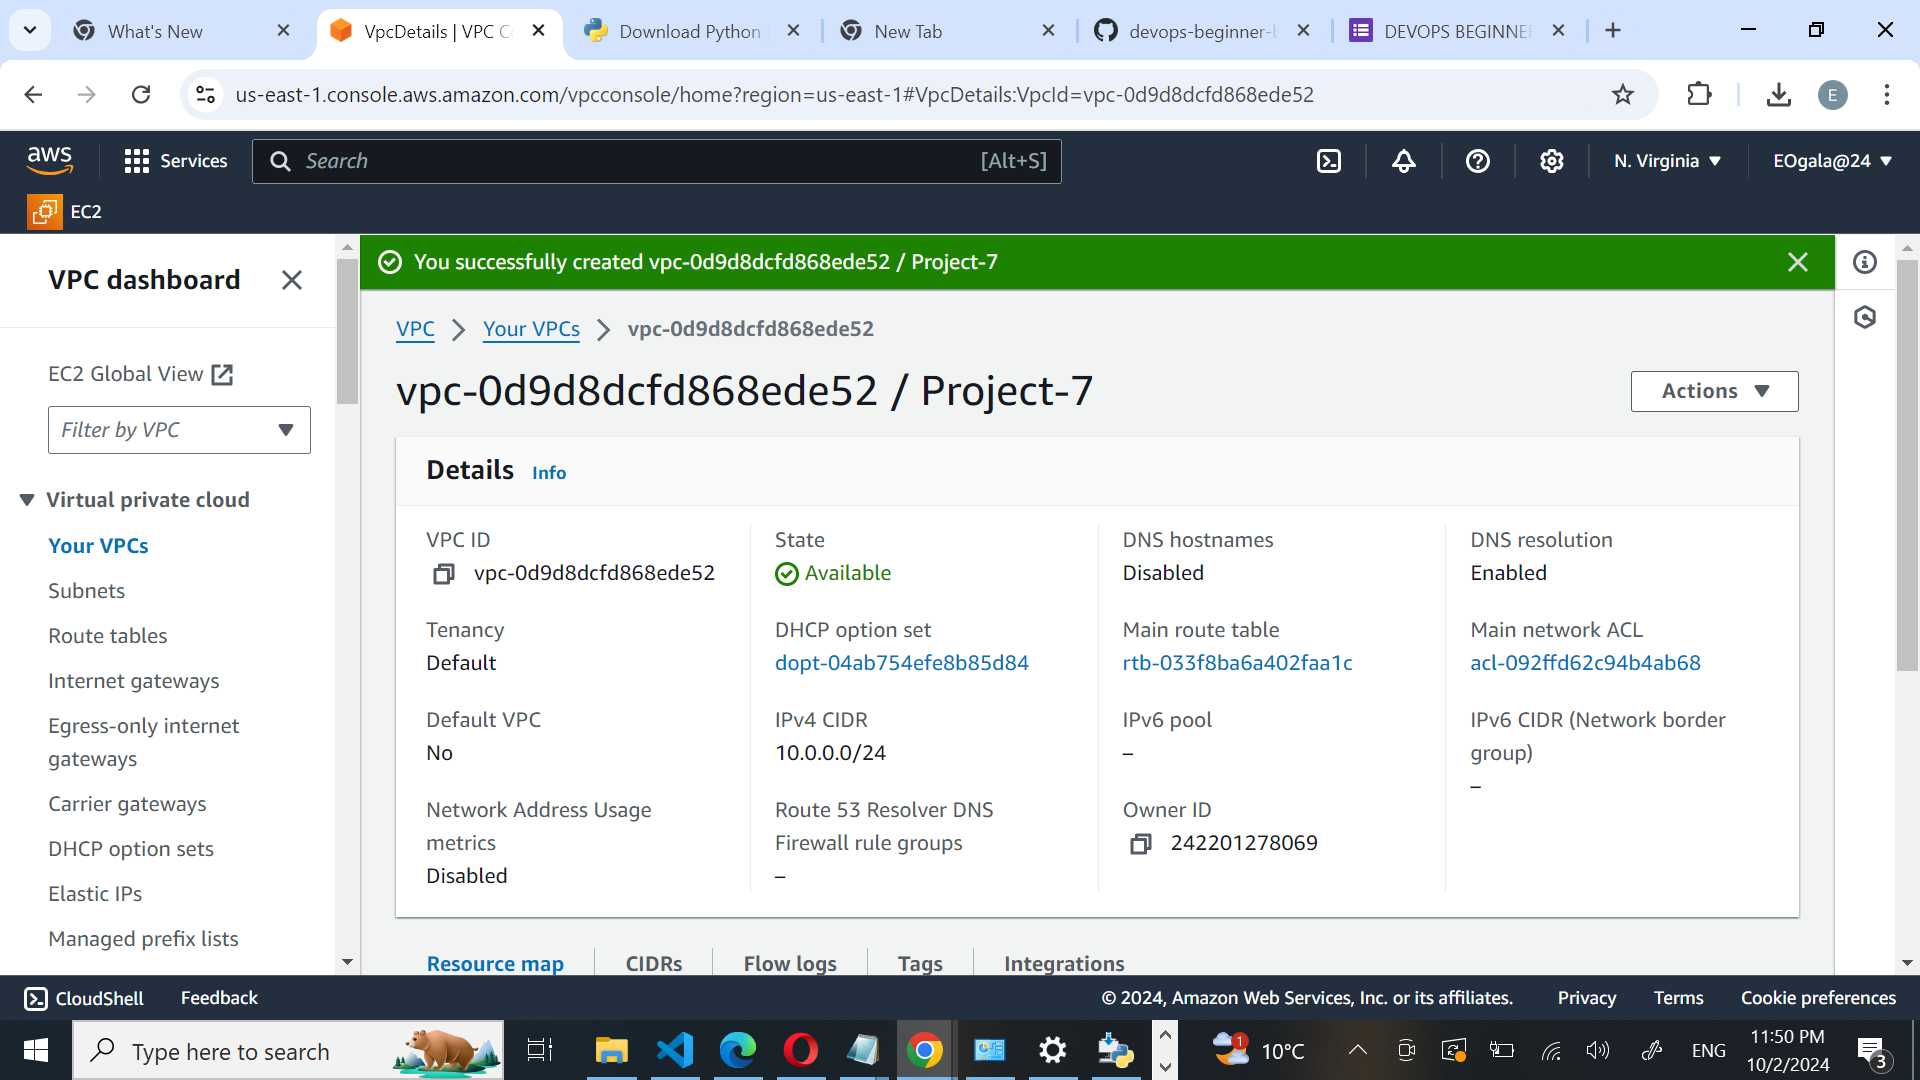 What's New
VpcDetails | VPC C
Download Python
New Tab
devops-beginner-b
DEVOPS BEGINNER
us-east-1.console.aws.amazon.com/vpcconsole/home?region=us-east-1#VpcDetails:VpcId=vpc-0d9d8dcfd868ede52
E
aws
Services
Search
[Alt+S]
N. Virginia
EOgala@24
EC2
VPC dashboard
EC2 Global View
Filter by VPC
Virtual private cloud
Your VPCs
Subnets
Route tables
Internet gateways
Egress-only internet
gateways
Carrier gateways
DHCP option sets
Elastic IPs
Managed prefix lists
You successfully created vpc-0d9d8dcfd868ede52 / Project-7
VPC
Your VPCs
vpc-0d9d8dcfd868ede52
vpc-0d9d8dcfd868ede52 / Project-7
Actions
Details Info
VPC ID
vpc-0d9d8dcfd868ede52
State
Available
DNS hostnames
Disabled
DNS resolution
Enabled
Tenancy
Default
DHCP option set
dopt-04ab754efe8b85d84
Main route table
rtb-033f8ba6a402faa1c
Main network ACL
acl-092ffd62c94b4ab68
Default VPC
No
IPv4 CIDR
10.0.0.0/24
IPv6 pool
–
IPv6 CIDR (Network border
group)
–
Network Address Usage
metrics
Disabled
Route 53 Resolver DNS
Firewall rule groups
–
Owner ID
242201278069
Resource map
CIDRs
Flow logs
Tags
Integrations
CloudShell
Feedback
© 2024, Amazon Web Services, Inc. or its affiliates.
Privacy
Terms
Cookie preferences
Type here to search
1
10°C
ENG
11:50 PM
10/2/2024
3